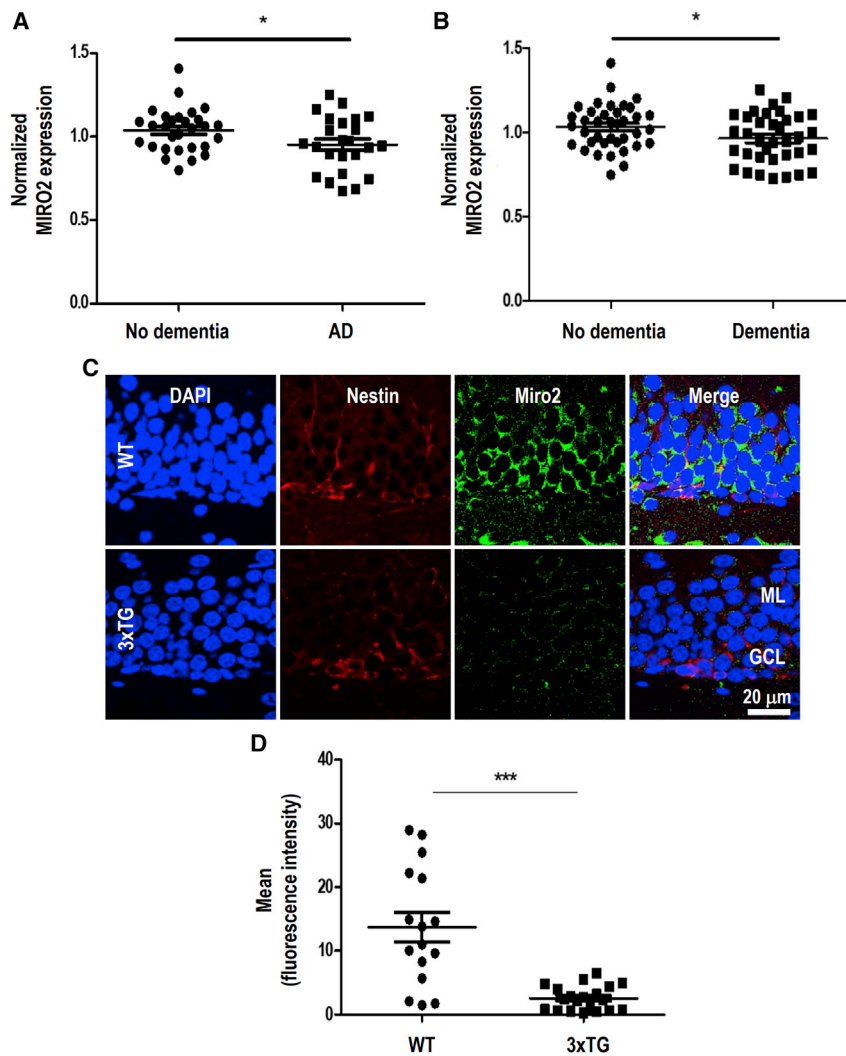 A
*
Normalized
MIRO2 expression
1.5
1.0
0.5
0.0
No dementia
AD
B
*
Normalized
MIRO2 expression
1.5
1.0
0.5
0.0
No dementia
Dementia
C
DAPI
Nestin
Miro2
Merge
WT
3xTG
ML
GCL
20 μm
D
***
Mean
(fluorescence intensity)
40
30
20
10
0
WT
3xTG